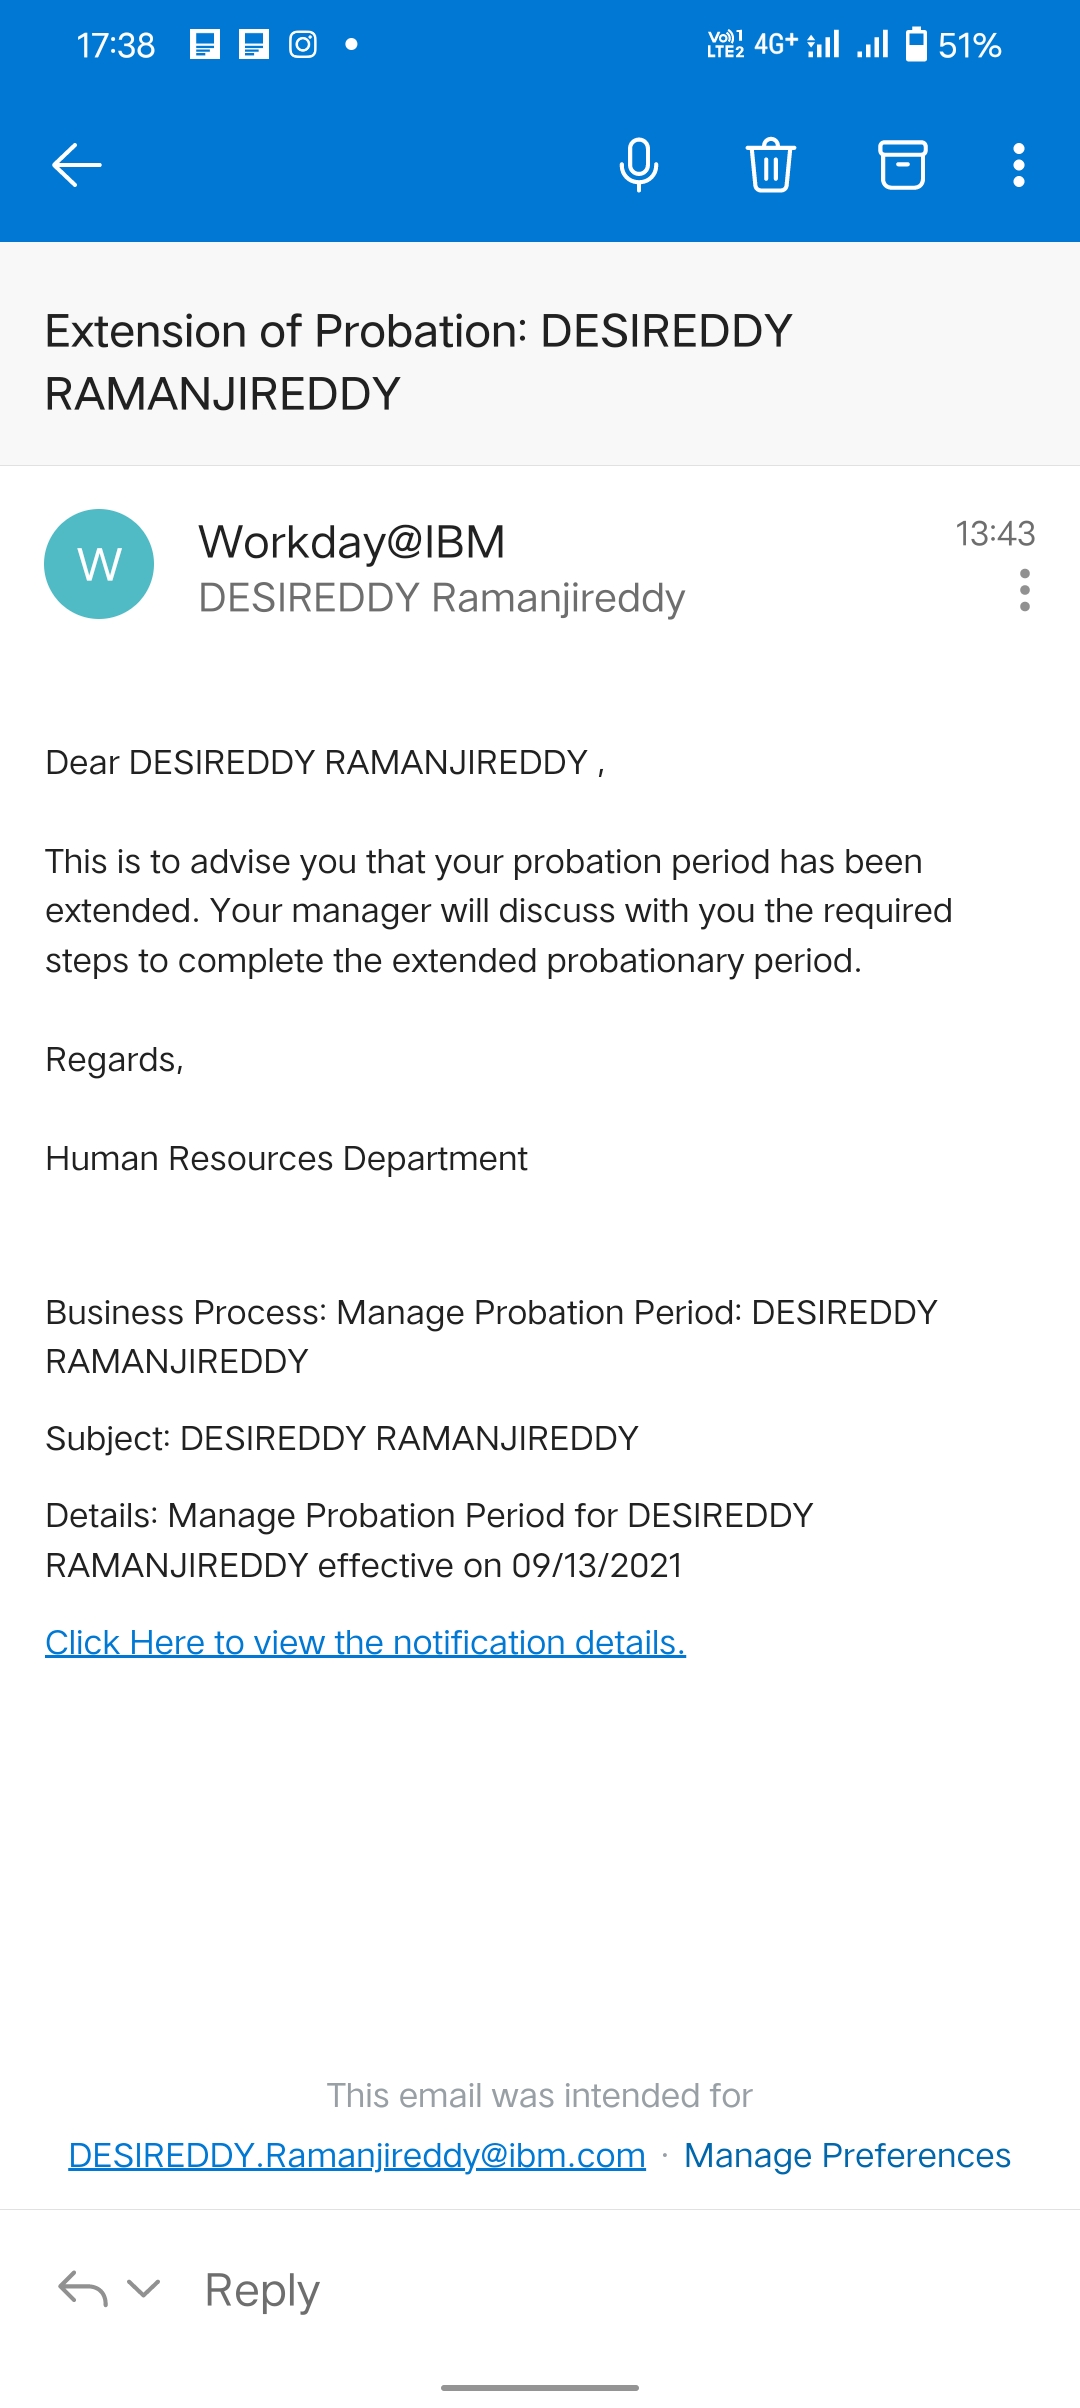 17:38
Vo))1 LTE2 4G+ 51%
Extension of Probation: DESIREDDY
RAMANJIREDDY
W
Workday@IBM
13:43
DESIREDDY Ramanjireddy
Dear DESIREDDY RAMANJIREDDY ,
This is to advise you that your probation period has been
extended. Your manager will discuss with you the required
steps to complete the extended probationary period.
Regards,
Human Resources Department
Business Process: Manage Probation Period: DESIREDDY
RAMANJIREDDY
Subject: DESIREDDY RAMANJIREDDY
Details: Manage Probation Period for DESIREDDY
RAMANJIREDDY effective on 09/13/2021
Click Here to view the notification details.
This email was intended for
DESIREDDY.Ramanjireddy@ibm.com · Manage Preferences
Reply